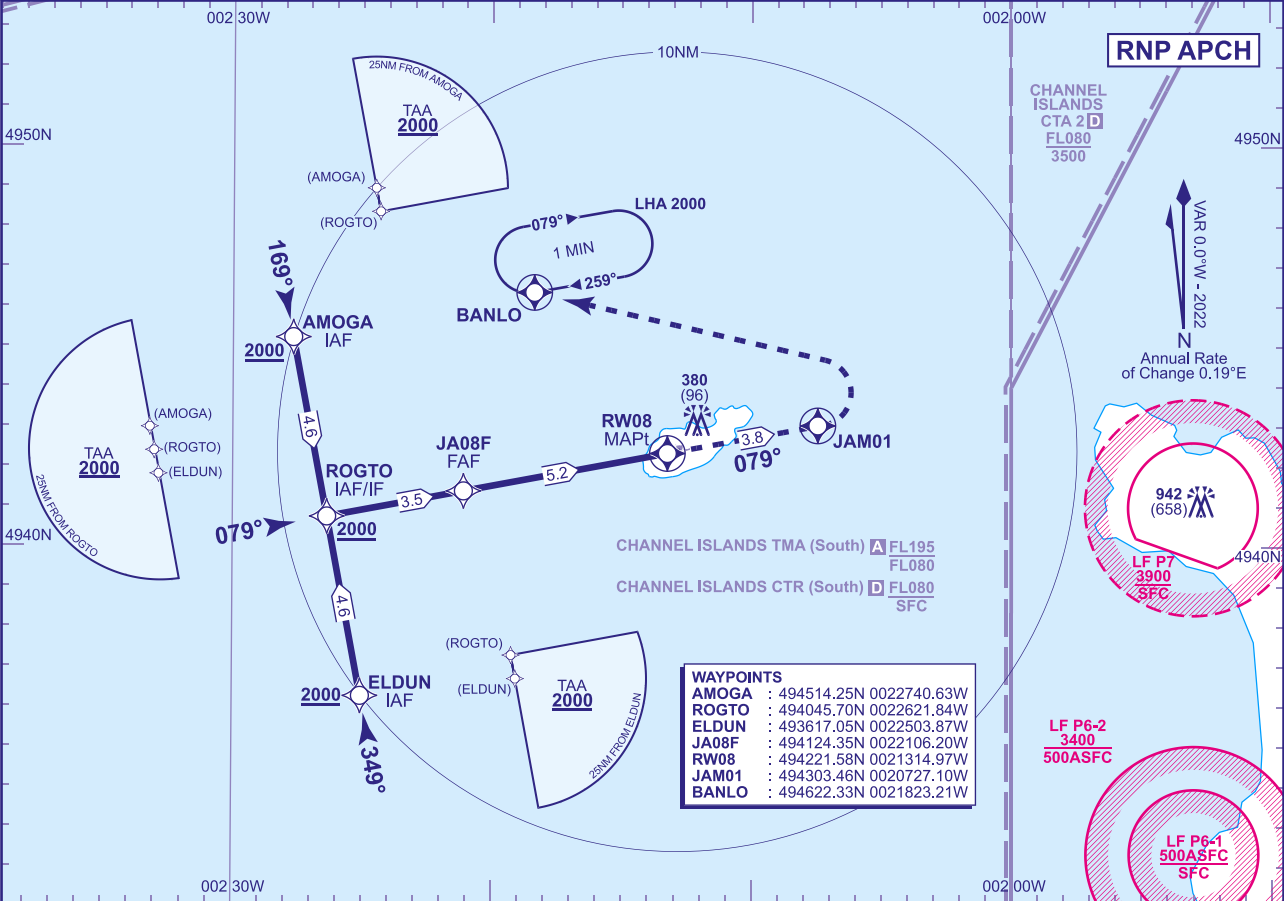 002 30W
002 00W
10NM
RNP APCH
25NM FROM AMOGA
TAA
2000
(AMOGA)
(ROGTO)
CHANNEL
ISLANDS
CTA 2 D
FL080
3500
4950N
4950N
LHA 2000
079°
1 MIN
259°
BANLO
VAR 0.0°W - 2022
N
Annual Rate
of Change 0.19°E
169°
AMOGA
IAF
2000
4.6
380
(96)
RW08
MAPt
3.8
079°
JAM01
(AMOGA)
(ROGTO)
(ELDUN)
TAA
2000
25NM FROM ROGTO
JA08F
FAF
5.2
ROGTO
IAF/IF
3.5
2000
079°
942
(658)
4940N
4940N
LF P7
3900
SFC
CHANNEL ISLANDS TMA (South) A FL195
FL080
CHANNEL ISLANDS CTR (South) D FL080
SFC
4.6
2000
ELDUN
IAF
349°
(ROGTO)
(ELDUN)
TAA
2000
25NM FROM ELDUN
WAYPOINTS
AMOGA : 494514.25N 0022740.63W
ROGTO : 494045.70N 0022621.84W
ELDUN : 493617.05N 0022503.87W
JA08F : 494124.35N 0022106.20W
RW08 : 494221.58N 0021314.97W
JAM01 : 494303.46N 0020727.10W
BANLO : 494622.33N 0021823.21W
LF P6-2
3400
500ASFC
LF P6-1
500ASFC
SFC
002 30W
002 00W